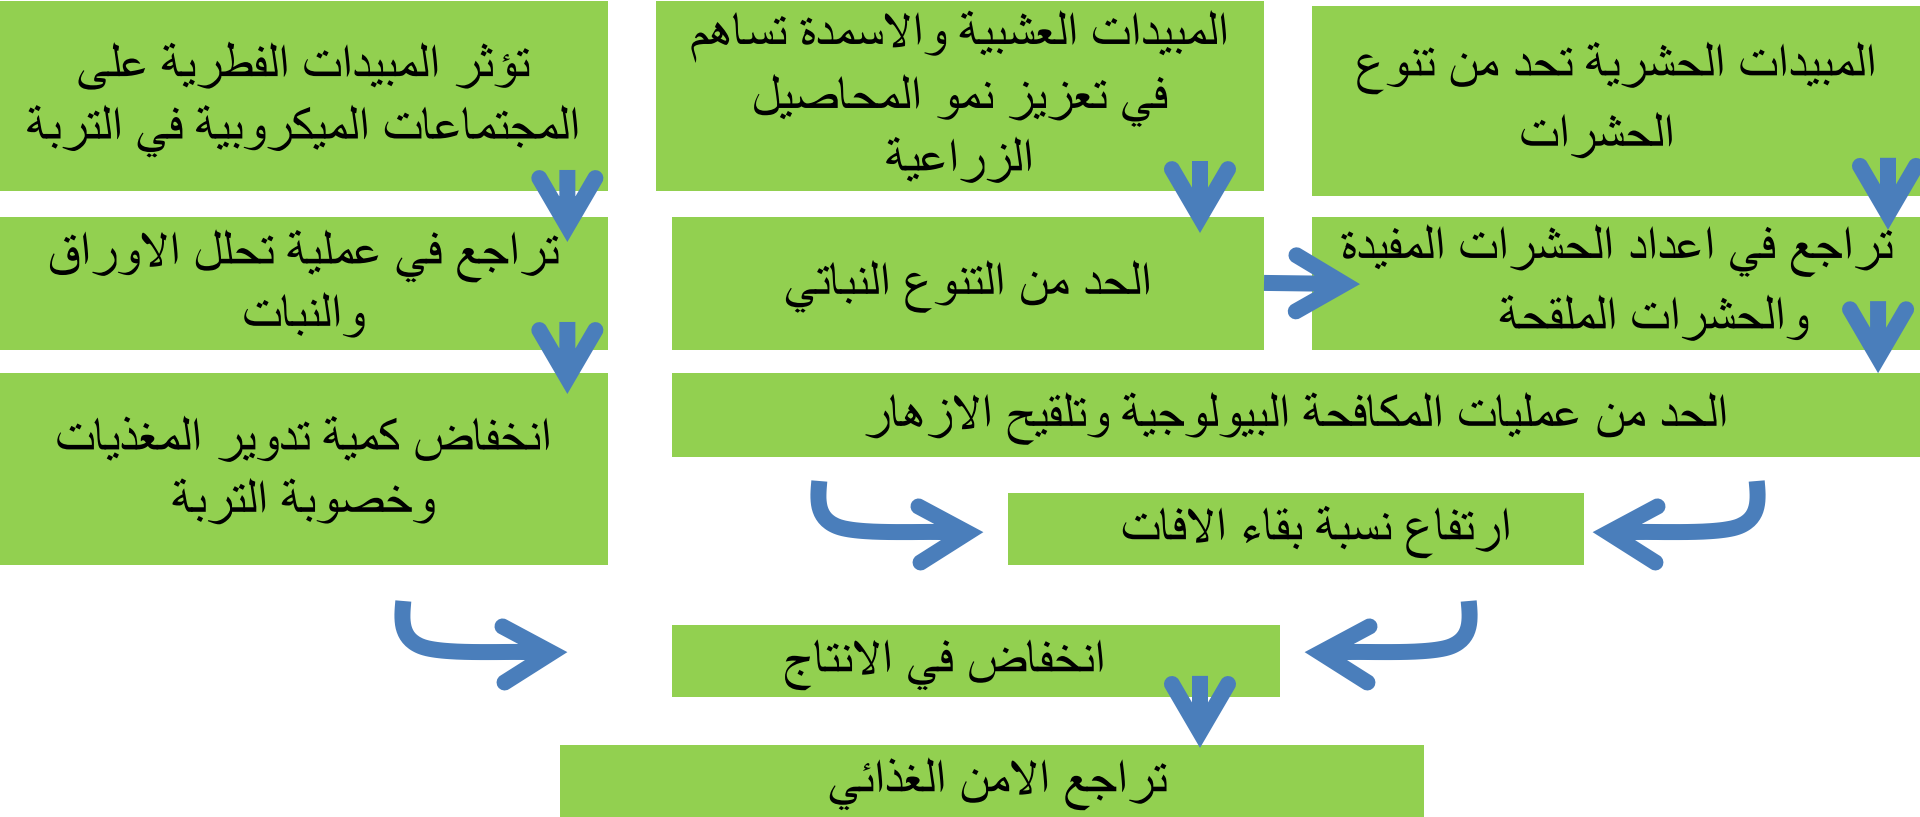 المبيدات الحشرية تحد من تنوع
الحشرات
المبيدات العشبية والاسمدة تساهم
في تعزيز نمو المحاصيل
الزراعية
تؤثر المبيدات الفطرية على
المجتماعات الميكروبية في التربة
تراجع في اعداد الحشرات المفيدة
والحشرات الملقحة
الحد من التنوع النباتي
تراجع في عملية تحلل الاوراق
والنبات
الحد من عمليات المكافحة البيولوجية وتلقيح الازهار
انخفاض كمية تدوير المغذيات
وخصوبة التربة
ارتفاع نسبة بقاء الافات
انخفاض في الانتاج
تراجع الامن الغذائي